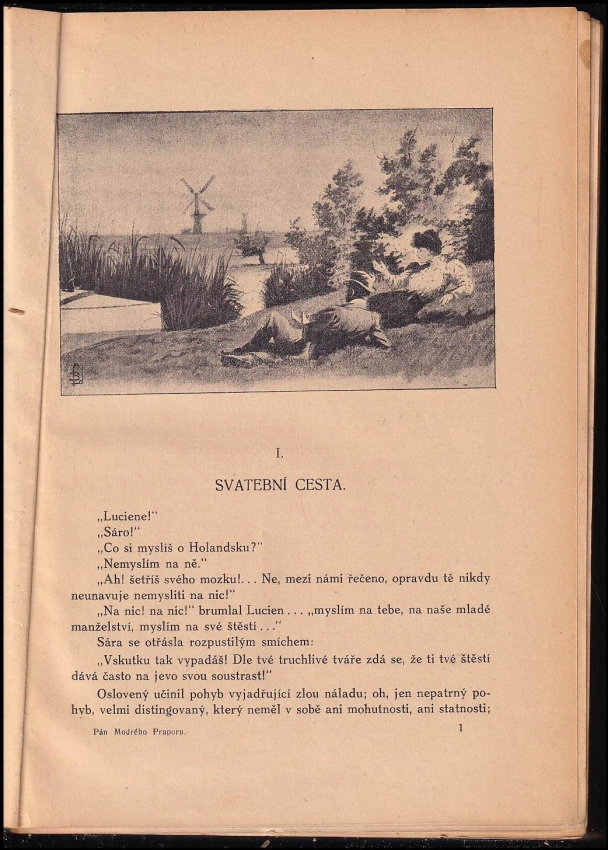 I.
SVATEBNÍ CESTA.
„Luciene!"
„Sáro!"
„Co si myslíš o Holandsku?"
„Nemyslím na ně."
„Ah! šetříš svého mozku!... Ne, mezi námi řečeno, opravdu tě nikdy
neunavuje nemysliti na nic!"
„Na nic! na nic!" brumlal Lucien... „myslím na tebe, na naše mladé
manželství, myslím na své štěstí..."
Sára se otřásla rozpustilým smíchem:
„Vskutku tak vypadáš! Dle tvé truchlivé tváře zdá se, že ti tvé štěstí
dává často na jevo svou soustrast!"
Oslovený učinil pohyb vyjadřující zlou náladu; oh, jen nepatrný po-
hyb, velmi distingovaný, který neměl v sobě ani mohutnosti, ani statnosti;
Pán Modrého Praporu.
1